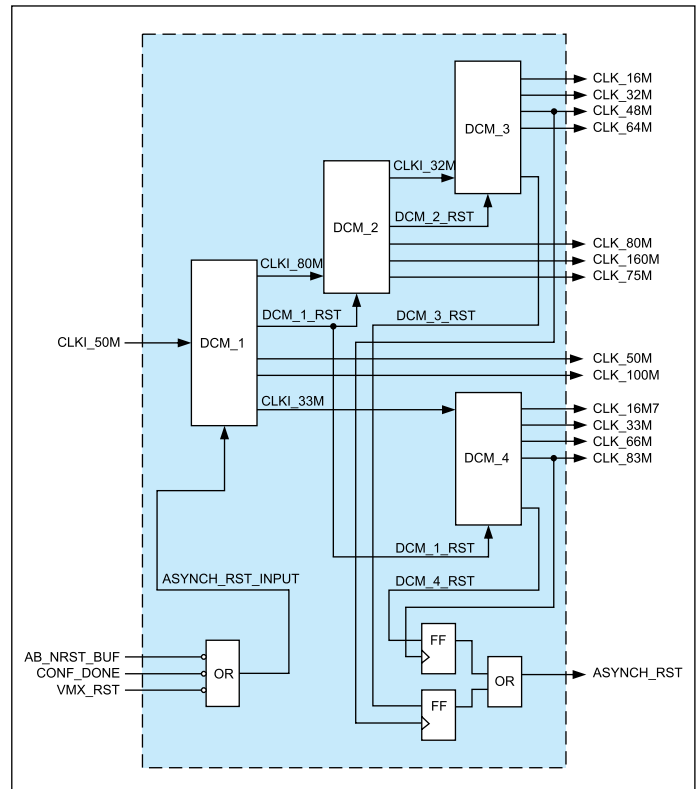 CLK_16M
CLK_32M
CLK_48M
CLK_64M
DCM_3
CLKI_32M
DCM_2_RST
DCM_2
CLK_80M
CLK_160M
CLK_75M
CLKI_80M
DCM_1_RST
DCM_3_RST
CLKI_50M
DCM_1
CLK_50M
CLK_100M
CLKI_33M
CLK_16M7
CLK_33M
CLK_66M
CLK_83M
DCM_4
DCM_1_RST
ASYNCH_RST_INPUT
DCM_4_RST
AB_NRST_BUF
CONF_DONE
VMX_RST
OR
FF
FF
OR
ASYNCH_RST